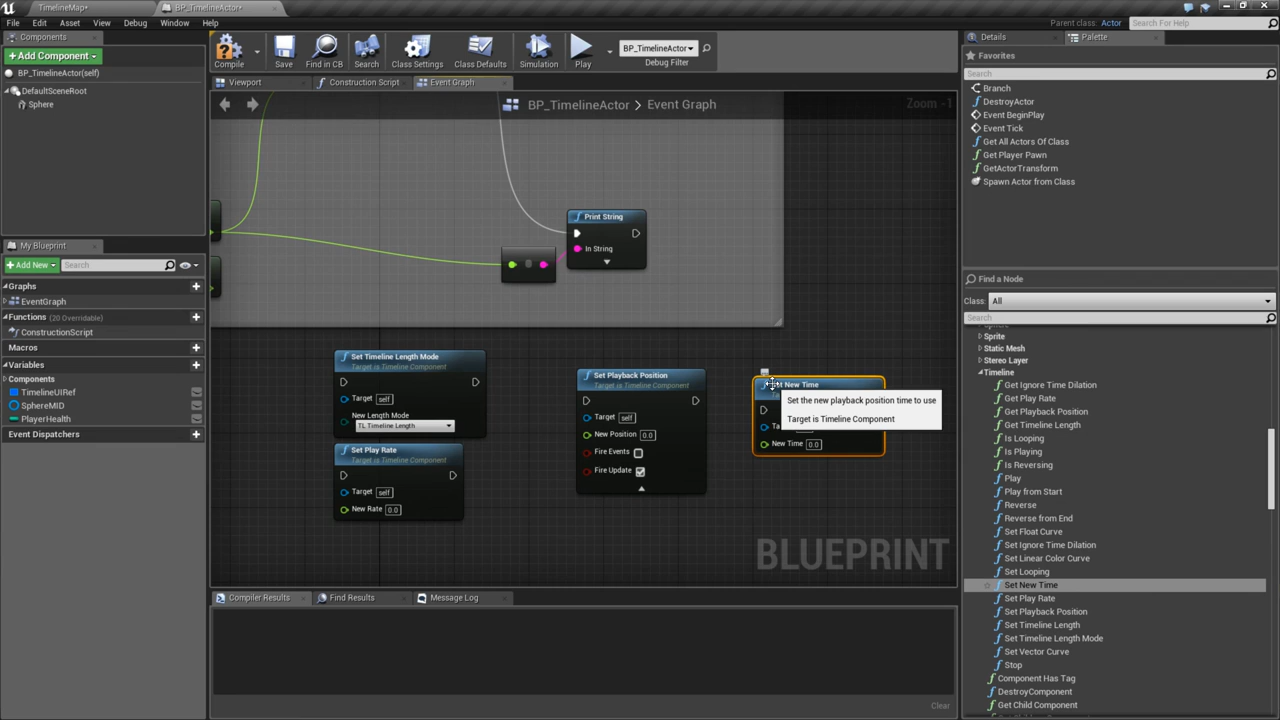 TimelineMap*
BP_TimelineActor*
File Edit Asset View Debug Window Help
Parent class: Actor
Search For Help
Components
Add Component
BP_TimelineActor(self)
DefaultSceneRoot
Sphere
Compile
Save
Find in CB
Search
Class Settings
Class Defaults
Simulation
Play
BP_TimelineActor
Debug Filter
Viewport
Construction Script
Event Graph
BP_TimelineActor > Event Graph
Zoom -1
Print String
In String
Set Timeline Length Mode
Target is Timeline Component
Target self
New Length Mode
TL Timeline Length
Set Play Rate
Target is Timeline Component
Target self
New Rate 0.0
Set Playback Position
Target is Timeline Component
Target self
New Position 0.0
Fire Events
Fire Update
New Time
Set the new playback position time to use
Target is Timeline Component
New Time 0.0
BLUEPRINT
My Blueprint
Add New
Search
Graphs
EventGraph
Functions (20 Overridable)
ConstructionScript
Macros
Variables
Components
TimelineUIRef
SphereMID
PlayerHealth
Event Dispatchers
Compiler Results
Find Results
Message Log
Clear
Details
Palette
Favorites
Search
Branch
DestroyActor
Event BeginPlay
Event Tick
Get All Actors Of Class
Get Player Pawn
GetActorTransform
Spawn Actor from Class
Find a Node
Class: All
Search
Sprite
Static Mesh
Stereo Layer
Timeline
Get Ignore Time Dilation
Get Play Rate
Get Playback Position
Get Timeline Length
Is Looping
Is Playing
Is Reversing
Play
Play from Start
Reverse
Reverse from End
Set Float Curve
Set Ignore Time Dilation
Set Linear Color Curve
Set Looping
Set New Time
Set Play Rate
Set Playback Position
Set Timeline Length
Set Timeline Length Mode
Set Vector Curve
Stop
Component Has Tag
DestroyComponent
Get Child Component